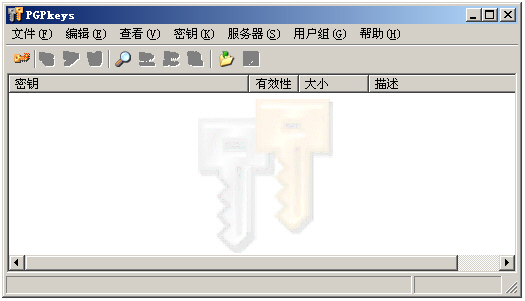 PGPkeys
文件(F) 编辑(E) 查看(V) 密钥(K) 服务器(S) 用户组(G) 帮助(H)
密钥 有效性 大小 描述